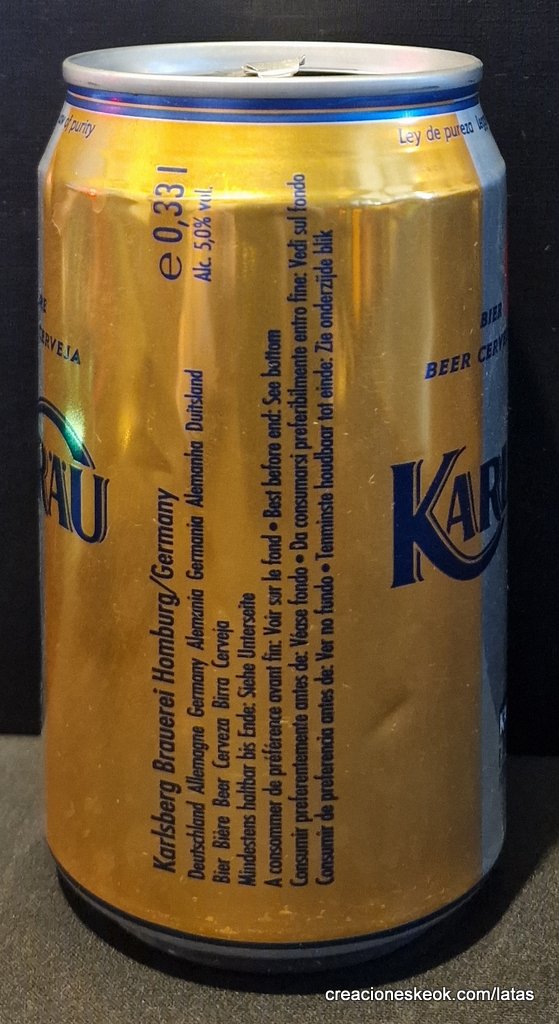 of purity
Ley de pureza
e 0,33 l
Alc. 5,0% vol.
Karlsberg Brauerei Homburg/Germany
Deutschland Allemagne Germany Alemania Germania Alemanha Duitsland
Bier Bière Beer Cerveza Birra Cerveja
Mindestens haltbar bis Ende: Siehe Unterseite
A consommer de préférence avant fin: Voir sur le fond • Best before end: See bottom
Consumir preferentemente antes de: Véase fondo • Da consumarsi preferibilmente entro fine: Vedi sul fondo
Consumir de preferencia antes de: Ver no fundo • Tenminste houdbaar tot einde: Zie onderzijde blik
ERVEJA
RÄU
BIER
BEER CERV
KAR
creacioneskeok.com/latas